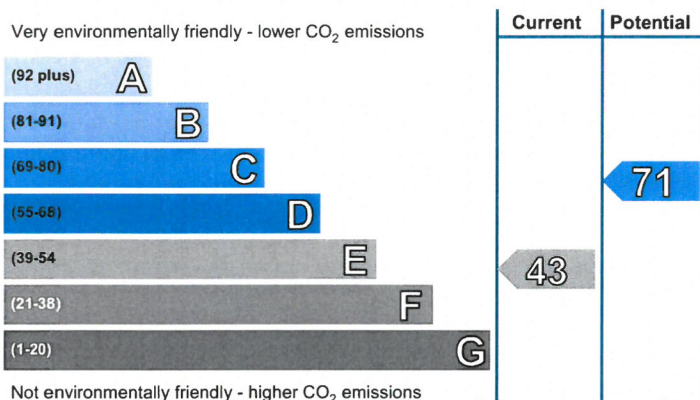 Current Potential
Very environmentally friendly - lower CO₂ emissions
(92 plus) A
(81-91) B
(69-80) C
71
(55-68) D
(39-54 E
43
(21-38) F
(1-20) G
Not environmentally friendly - higher CO₂ emissions